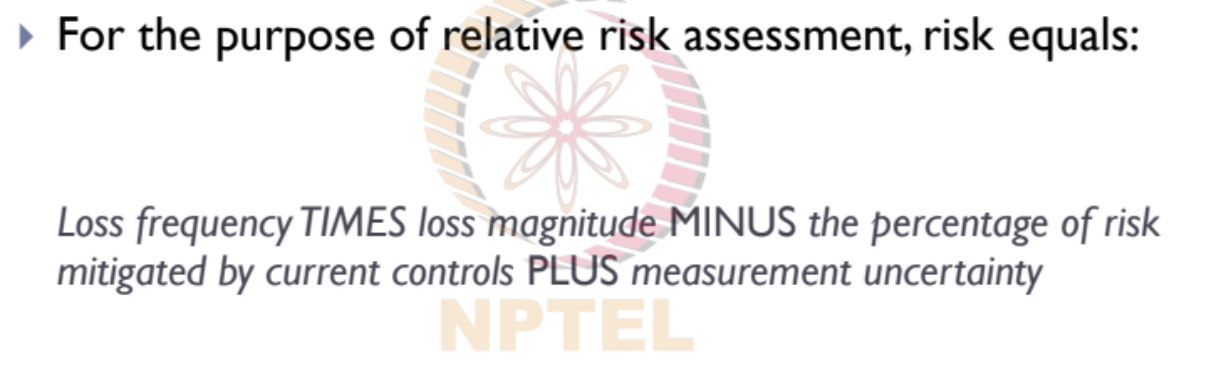 For the purpose of relative risk assessment, risk equals:
Loss frequency TIMES loss magnitude MINUS the percentage of risk
mitigated by current controls PLUS measurement uncertainty
NPTEL